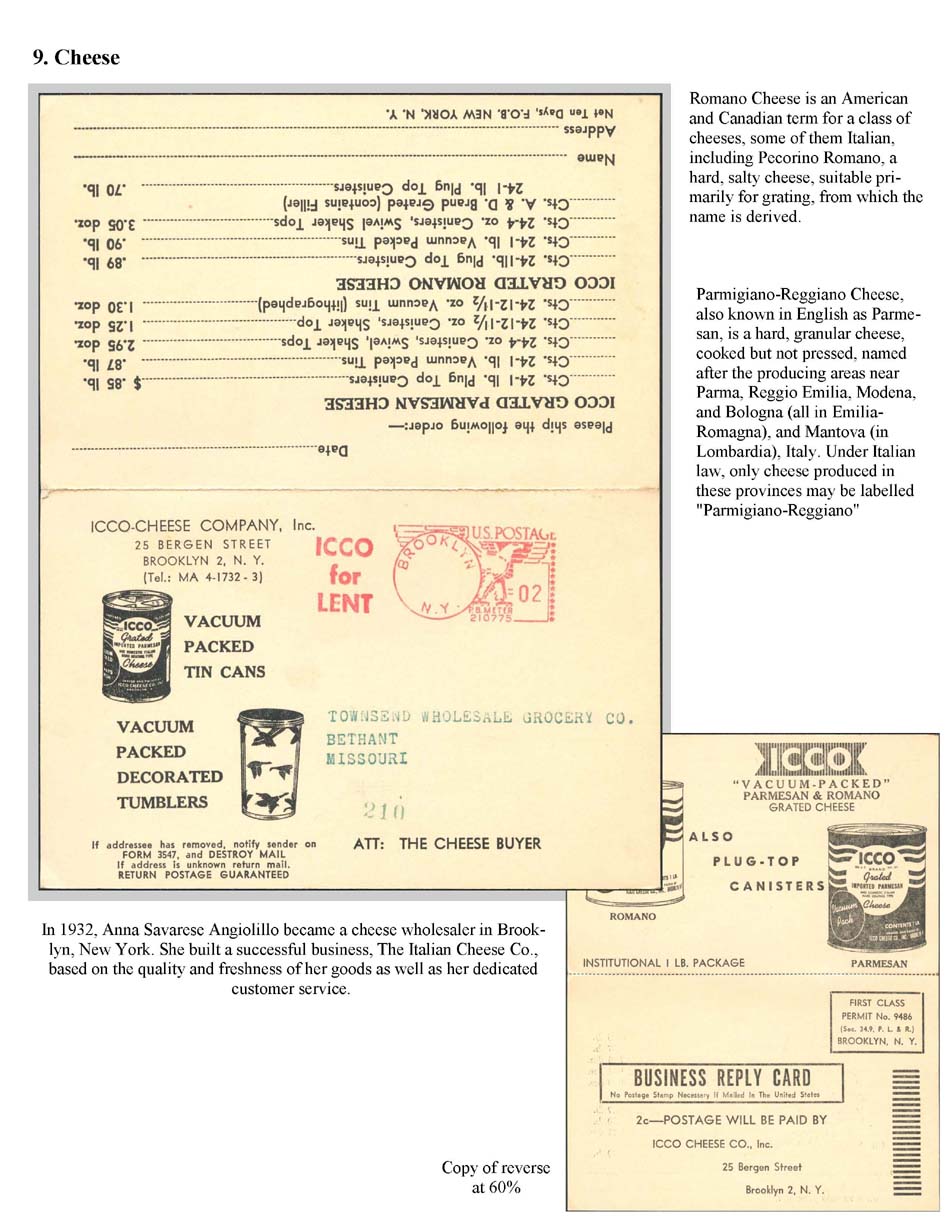 9. Cheese
Romano Cheese is an American
and Canadian term for a class of
cheeses, some of them Italian,
including Pecorino Romano, a
hard, salty cheese, suitable pri-
marily for grating, from which the
name is derived.
Parmigiano-Reggiano Cheese,
also known in English as Parme-
san, is a hard, granular cheese,
cooked but not pressed, named
after the producing areas near
Parma, Reggio Emilia, Modena,
and Bologna (all in Emilia-
Romagna), and Mantova (in
Lombardia), Italy. Under Italian
law, only cheese produced in
these provinces may be labelled
"Parmigiano-Reggiano"
Date
Please ship the following order:—
ICCO GRATED PARMESAN CHEESE
Cts. 24-1 lb. Plug Top Canisters $ .85 lb.
Cts. 24-1 lb. Vacuum Packed Tins .87 lb.
Cts. 24-4 oz. Canisters, Swivel, Shaker Tops 2.95 doz.
Cts. 24-12-1½ oz. Canisters, Shaker Top 1.25 doz.
Cts. 24-12-1½ oz. Vacuum Tins (lithographed) 1.30 doz.
ICCO GRATED ROMANO CHEESE
Cts. 24-1lb. Plug Top Canisters .89 lb.
Cts. 24-1 lb. Vacuum Packed Tins .90 lb.
Cts. 24-4 oz. Canisters, Swivel Shaker Tops 3.05 doz.
Cts. A. & D. Brand Grated (contains Filler)
24-1 lb. Plug Top Canisters .70 lb.
Name
Address
Net Ten Days, F.O.B. NEW YORK, N. Y.
ICCO-CHEESE COMPANY, Inc.
25 BERGEN STREET
BROOKLYN 2, N. Y.
(Tel.: MA 4-1732 - 3)
ICCO
for
LENT
BROOKLYN
N.Y.
U.S. POSTAGE
02
P.B. METER
210775
ICCO
Grated
IMPORTED PARMESAN
Cheese
VACUUM
PACKED
TIN CANS
VACUUM
PACKED
DECORATED
TUMBLERS
TOWNSEND WHOLESALE GROCERY CO.
BETHANT
MISSOURI
210
If addressee has removed, notify sender on
FORM 3547, and DESTROY MAIL
If address is unknown return mail.
RETURN POSTAGE GUARANTEED
ATT: THE CHEESE BUYER
In 1932, Anna Savarese Angiolillo became a cheese wholesaler in Brook-
lyn, New York. She built a successful business, The Italian Cheese Co.,
based on the quality and freshness of her goods as well as her dedicated
customer service.
ICCO
"VACUUM-PACKED"
PARMESAN & ROMANO
GRATED CHEESE
ALSO
PLUG-TOP
CANISTERS
ICCO
BRAND
Grated
IMPORTED PARMESAN
Cheese
Vacuum
Pack
ROMANO
INSTITUTIONAL 1 LB. PACKAGE
PARMESAN
FIRST CLASS
PERMIT No. 9486
(Sec. 34.9, P. L. & R.)
BROOKLYN, N. Y.
BUSINESS REPLY CARD
No Postage Stamp Necessary If Mailed In The United States
2c—POSTAGE WILL BE PAID BY
ICCO CHEESE CO., Inc.
25 Bergen Street
Brooklyn 2, N. Y.
Copy of reverse
at 60%